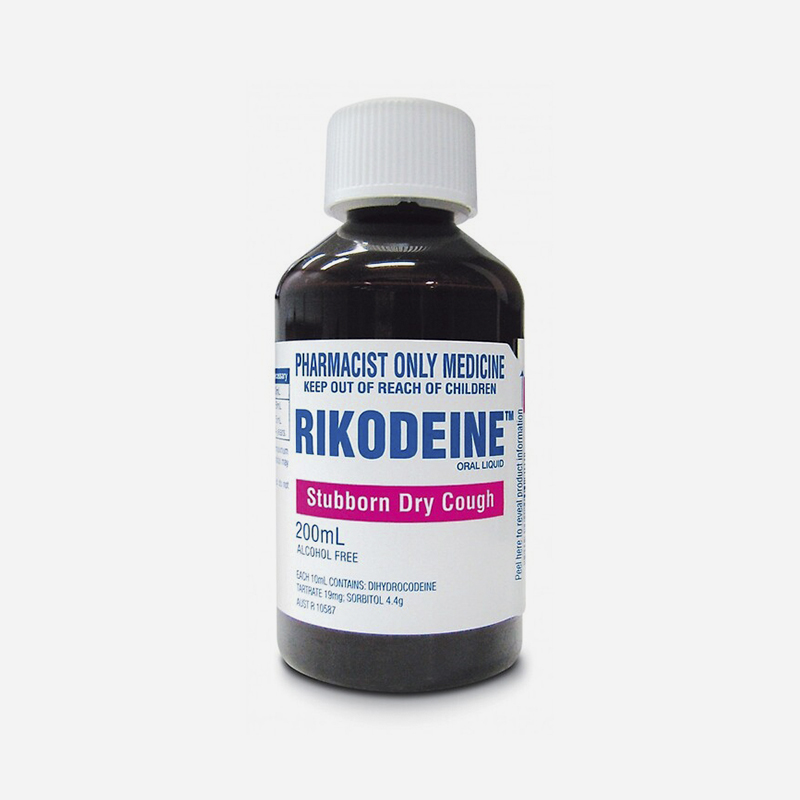 PHARMACIST ONLY MEDICINE
KEEP OUT OF REACH OF CHILDREN
RIKODEINE™
ORAL LIQUID
Stubborn Dry Cough
200mL
ALCOHOL FREE
EACH 10mL CONTAINS: DIHYDROCODEINE
TARTRATE 19mg; SORBITOL 4.4g
AUST R 10587
Peel here to reveal product information